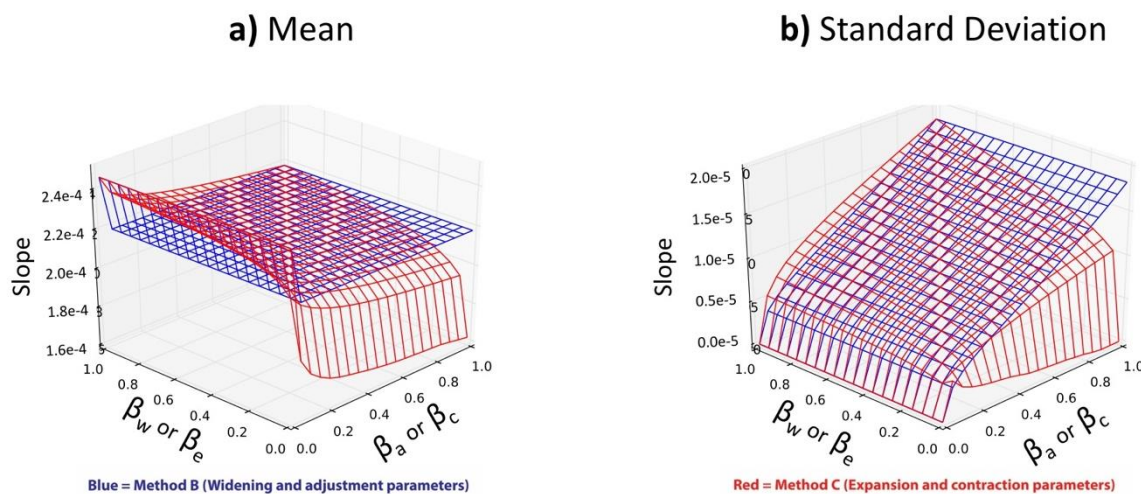 a) Mean
b) Standard Deviation
Slope
2.4e-4
2.2e-4
2.0e-4
1.8e-4
1.6e-4
1.0
0.8
0.6
0.4
0.2
0.0
βw or βe
0.0
0.2
0.4
0.6
0.8
1.0
βa or βc
Slope
2.0e-5
1.5e-5
1.0e-5
0.5e-5
0.0e-5
1.0
0.8
0.6
0.4
0.2
0.0
βw or βe
0.0
0.2
0.4
0.6
0.8
1.0
βa or βc
Blue = Method B (Widening and adjustment parameters)
Red = Method C (Expansion and contraction parameters)